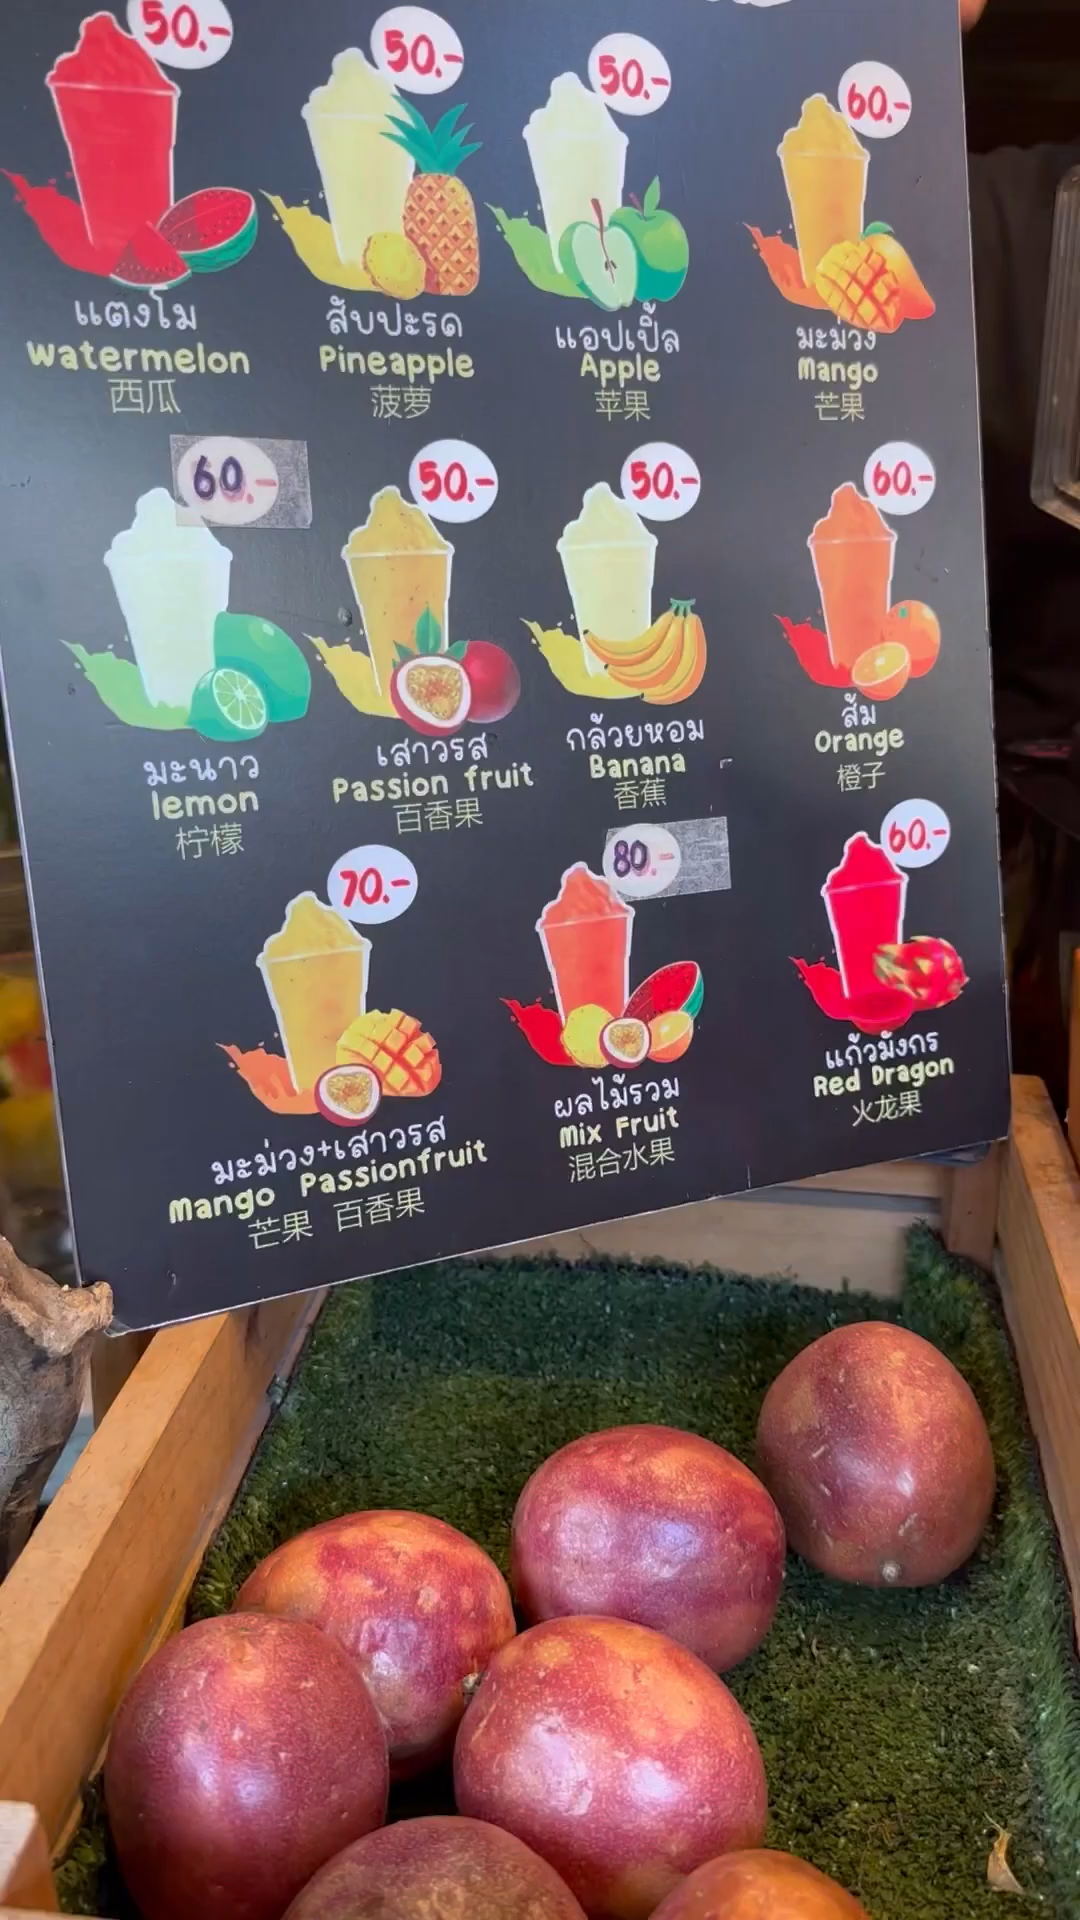 50.-
แตงโม
watermelon
西瓜
50.-
สับปะรด
Pineapple
菠萝
50.-
แอปเปิ้ล
Apple
苹果
60.-
มะม่วง
Mango
芒果
60.-
มะนาว
lemon
柠檬
50.-
เสาวรส
Passion fruit
百香果
50.-
กล้วยหอม
Banana
香蕉
60.-
ส้ม
Orange
橙子
70.-
มะม่วง+เสาวรส
Mango Passionfruit
芒果 百香果
80.-
ผลไม้รวม
Mix Fruit
混合水果
60.-
แก้วมังกร
Red Dragon
火龙果